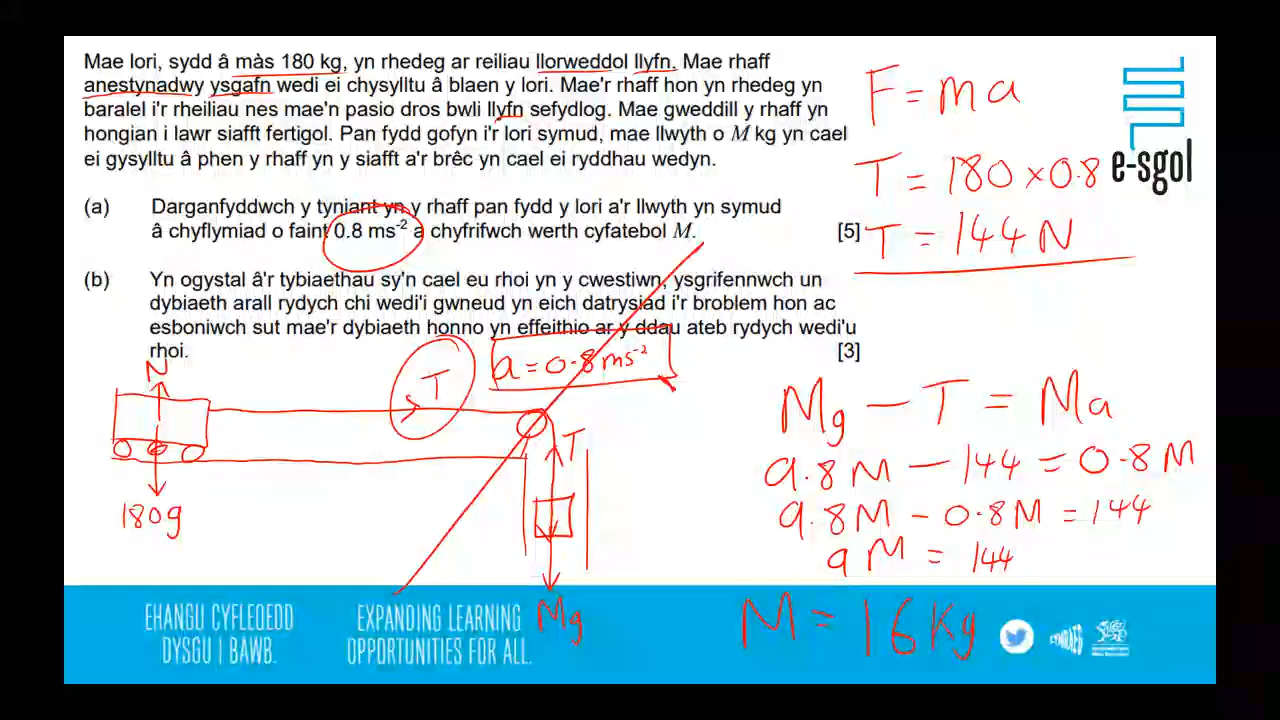 Mae lori, sydd â màs 180 kg, yn rhedeg ar reiliau llorweddol llyfn. Mae rhaff
anestynadwy ysgafn wedi ei chysylltu â blaen y lori. Mae'r rhaff hon yn rhedeg yn
baralel i'r rheiliau nes mae'n pasio dros bwli llyfn sefydlog. Mae gweddill y rhaff yn
hongian i lawr siafft fertigol. Pan fydd gofyn i'r lori symud, mae llwyth o M kg yn cael
ei gysylltu â phen y rhaff yn y siafft a'r brêc yn cael ei ryddhau wedyn.
(a) Darganfyddwch y tyniant yn y rhaff pan fydd y lori a'r llwyth yn symud
â chyflymiad o faint 0.8 ms⁻² a chyfrifwch werth cyfatebol M. [5]
(b) Yn ogystal â'r tybiaethau sy'n cael eu rhoi yn y cwestiwn, ysgrifennwch un
dybiaeth arall rydych chi wedi'i gwneud yn eich datrysiad i'r broblem hon ac
esboniwch sut mae'r dybiaeth honno yn effeithio ar y ddau ateb rydych wedi'u
rhoi. [3]
F = ma
T = 180 × 0.8
T = 144 N
e-sgol
N
T
a = 0.8 ms⁻²
T
180g
Mg
Mg - T = Ma
9.8M - 144 = 0.8M
9.8M - 0.8M = 144
9M = 144
M = 16 Kg
EHANGU CYFLEOEDD
DYSGU I BAWB.
EXPANDING LEARNING
OPPORTUNITIES FOR ALL.